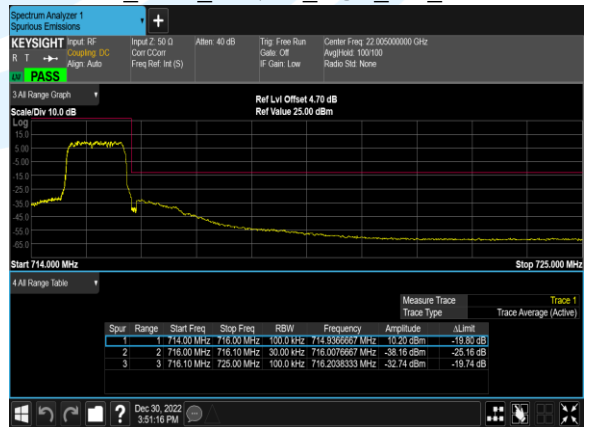 Spectrum Analyzer 1
Spurious Emissions
+
KEYSIGHT Input: RF Input Z: 50 Ω Atten: 40 dB Trig: Free Run Center Freq: 22.005000000 GHz
R T Coupling: DC Corr CCorr Gate: Off Avg|Hold: 100/100
Align: Auto Freq Ref: Int (S) IF Gain: Low Radio Std: None
PASS
3 All Range Graph
Ref Lvl Offset 4.70 dB
Scale/Div 10.0 dB Ref Value 25.00 dBm
Log
15.0
5.00
-5.00
-15.0
-25.0
-35.0
-45.0
-55.0
-65.0
Start 714.000 MHz Stop 725.000 MHz
4 All Range Table
Measure Trace Trace 1
Trace Type Trace Average (Active)
Spur Range Start Freq Stop Freq RBW Frequency Amplitude ΔLimit
1 1 714.00 MHz 716.00 MHz 100.0 kHz 714.9366667 MHz 10.20 dBm -19.80 dB
2 2 716.00 MHz 716.10 MHz 30.00 kHz 716.0076667 MHz -38.16 dBm -25.16 dB
3 3 716.10 MHz 725.00 MHz 100.0 kHz 716.2038333 MHz -32.74 dBm -19.74 dB
? Dec 30, 2022
3:51:16 PM